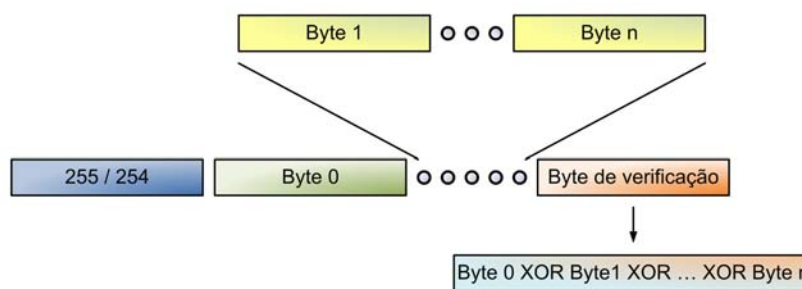 Byte 1
Byte n
255 / 254
Byte 0
Byte de verificação
Byte 0 XOR Byte1 XOR … XOR Byte n